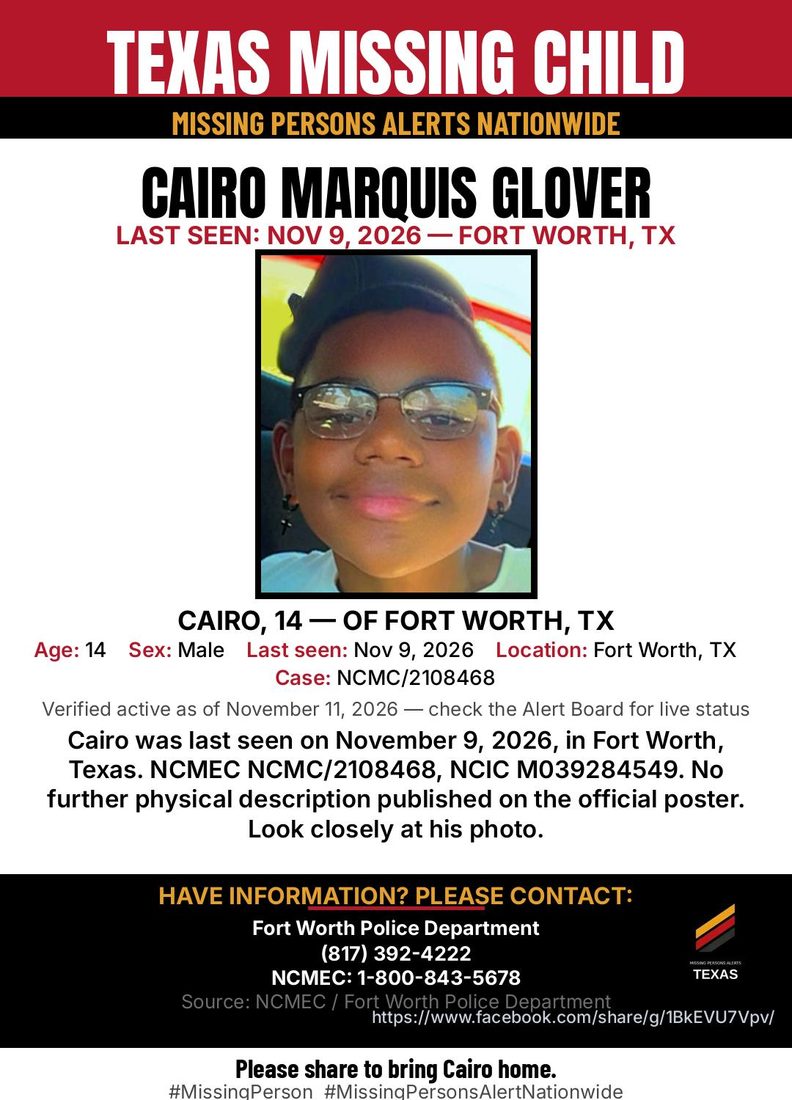 TEXAS MISSING CHILD
MISSING PERSONS ALERTS NATIONWIDE
CAIRO MARQUIS GLOVER
LAST SEEN: NOV 9, 2026 — FORT WORTH, TX
CAIRO, 14 — OF FORT WORTH, TX
Age: 14 Sex: Male Last seen: Nov 9, 2026 Location: Fort Worth, TX
Case: NCMC/2108468
Verified active as of November 11, 2026 — check the Alert Board for live status
Cairo was last seen on November 9, 2026, in Fort Worth,
Texas. NCMEC NCMC/2108468, NCIC M039284549. No
further physical description published on the official poster.
Look closely at his photo.
HAVE INFORMATION? PLEASE CONTACT:
Fort Worth Police Department
(817) 392-4222
NCMEC: 1-800-843-5678
Source: NCMEC / Fort Worth Police Department
https://www.facebook.com/share/g/1BkEVU7Vpv/
MISSING PERSONS ALERTS
TEXAS
Please share to bring Cairo home.
#MissingPerson #MissingPersonsAlertNationwide